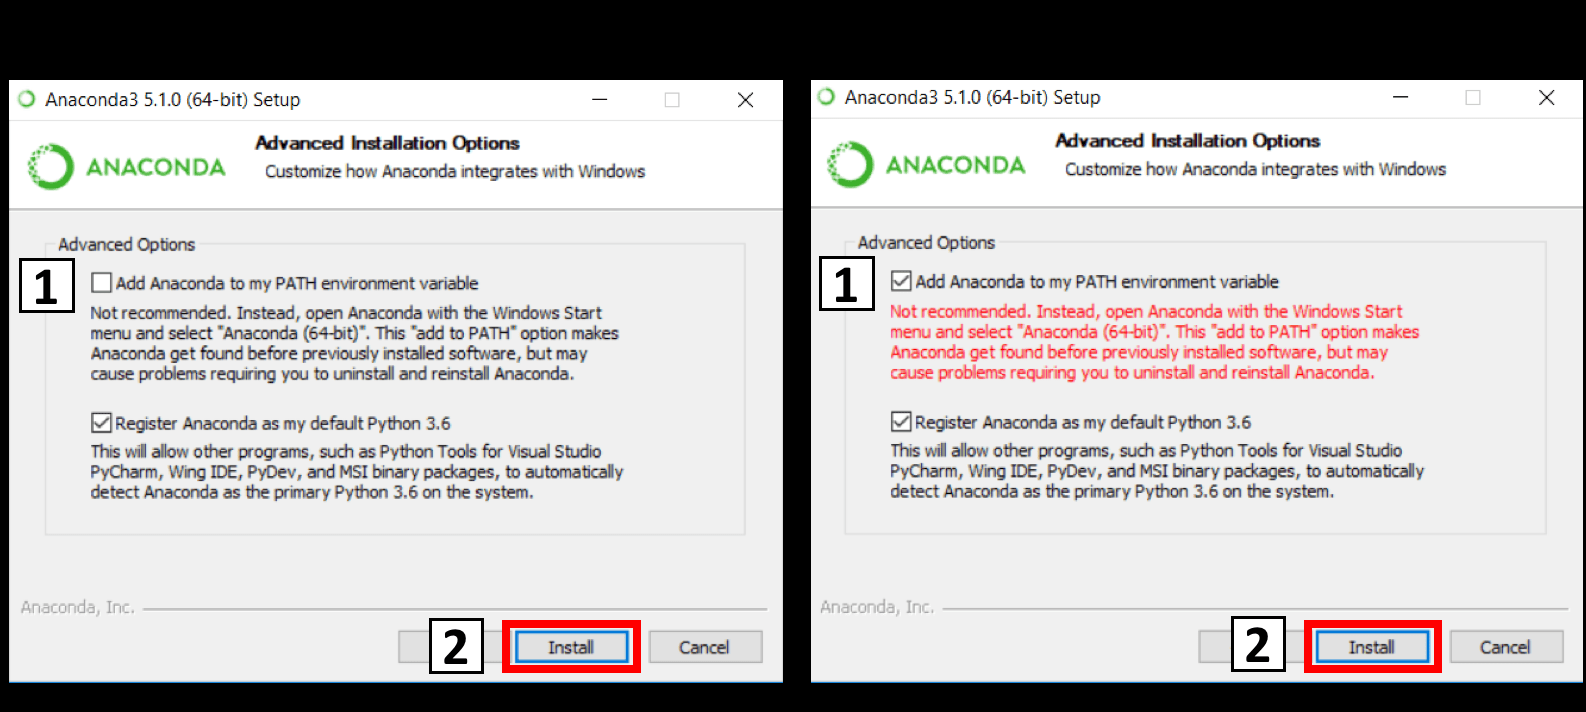 Anaconda3 5.1.0 (64-bit) Setup
ANACONDA
Advanced Installation Options
Customize how Anaconda integrates with Windows
Advanced Options
1
Add Anaconda to my PATH environment variable
Not recommended. Instead, open Anaconda with the Windows Start
menu and select "Anaconda (64-bit)". This "add to PATH" option makes
Anaconda get found before previously installed software, but may
cause problems requiring you to uninstall and reinstall Anaconda.
Register Anaconda as my default Python 3.6
This will allow other programs, such as Python Tools for Visual Studio
PyCharm, Wing IDE, PyDev, and MSI binary packages, to automatically
detect Anaconda as the primary Python 3.6 on the system.
Anaconda, Inc.
2
Install
Cancel
Anaconda3 5.1.0 (64-bit) Setup
ANACONDA
Advanced Installation Options
Customize how Anaconda integrates with Windows
Advanced Options
1
Add Anaconda to my PATH environment variable
Not recommended. Instead, open Anaconda with the Windows Start
menu and select "Anaconda (64-bit)". This "add to PATH" option makes
Anaconda get found before previously installed software, but may
cause problems requiring you to uninstall and reinstall Anaconda.
Register Anaconda as my default Python 3.6
This will allow other programs, such as Python Tools for Visual Studio
PyCharm, Wing IDE, PyDev, and MSI binary packages, to automatically
detect Anaconda as the primary Python 3.6 on the system.
Anaconda, Inc.
2
Install
Cancel